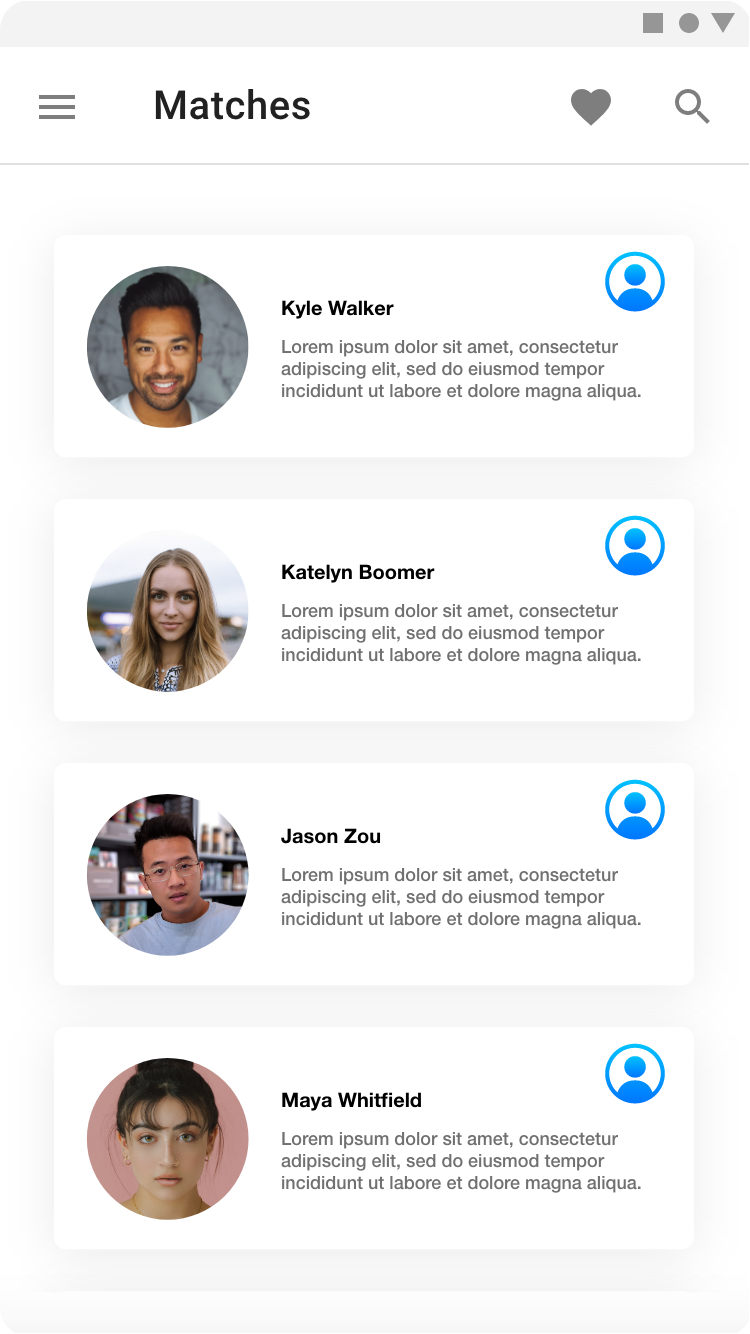 Matches
Kyle Walker
Lorem ipsum dolor sit amet, consectetur
adipiscing elit, sed do eiusmod tempor
incididunt ut labore et dolore magna aliqua.
Katelyn Boomer
Lorem ipsum dolor sit amet, consectetur
adipiscing elit, sed do eiusmod tempor
incididunt ut labore et dolore magna aliqua.
Jason Zou
Lorem ipsum dolor sit amet, consectetur
adipiscing elit, sed do eiusmod tempor
incididunt ut labore et dolore magna aliqua.
Maya Whitfield
Lorem ipsum dolor sit amet, consectetur
adipiscing elit, sed do eiusmod tempor
incididunt ut labore et dolore magna aliqua.